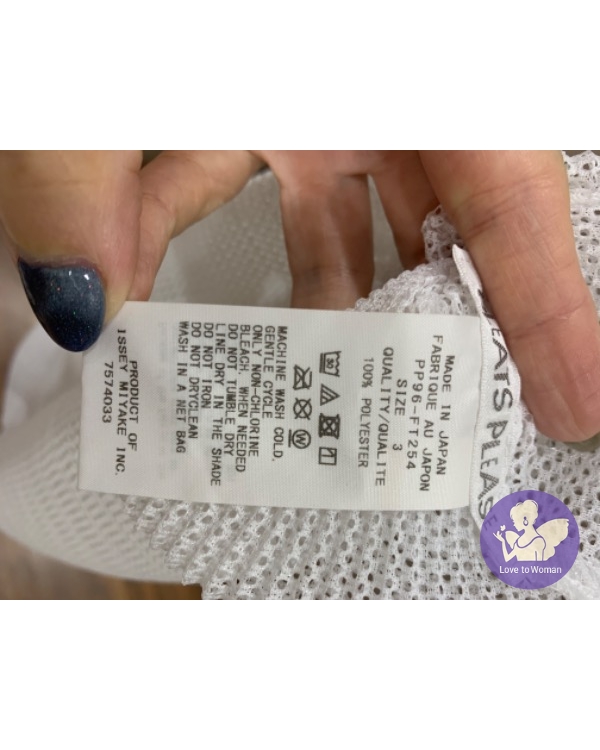 PLEATS PLEAS
MADE IN JAPAN
FABRIQUE AU JAPON
PP96-FT254
SIZE 3
QUALITY/QUALITE
100% POLYESTER
30
W
MACHINE WASH COLD.
GENTLE CYCLE
ONLY NON-CHLORINE
BLEACH. WHEN NEEDED
DO NOT TUMBLE DRY
LINE DRY IN THE SHADE
DO NOT IRON
DO NOT DRYCLEAN
WASH IN A NET BAG
PRODUCT OF
ISSEY MIYAKE INC.
7574033
Love to Woman